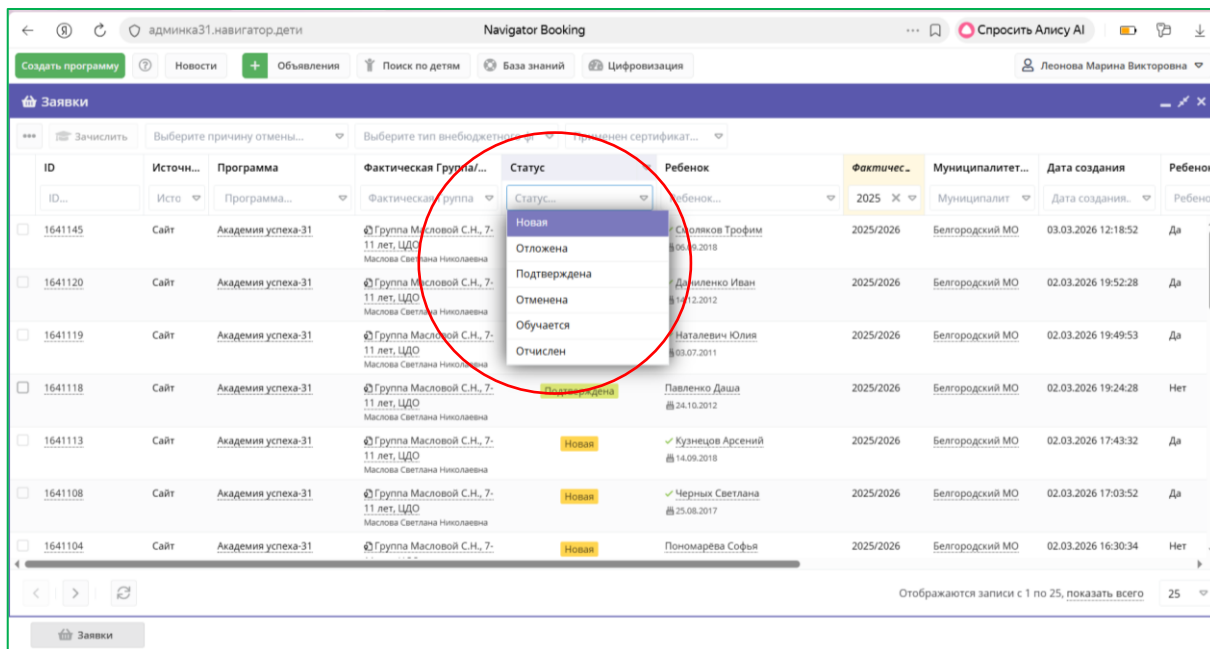 админка31.навигатор.дети
Navigator Booking
Спросить Алису AI
Создать программу
Новости
Объявления
Поиск по детям
База знаний
Цифровизация
Леонова Марина Викторовна
Заявки
Зачислить
Выберите причину отмены...
Выберите тип внебюджетного ф
Применен сертификат...
ID
Источн...
Программа
Фактическая Группа/...
Статус
Ребенок
Фактичес...
Муниципалитет...
Дата создания
Ребенок
ID...
Исто
Программа...
Фактическая группа
Статус...
Ребенок...
2025
Муниципалит
Дата создания..
Ребено
Новая
Отложена
Подтверждена
Отменена
Обучается
Отчислен
1641145
Сайт
Академия успеха-31
Группа Масловой С.Н., 7-
11 лет, ЦДО
Маслова Светлана Николаевна
Смоляков Трофим
06.09.2018
2025/2026
Белгородский МО
03.03.2026 12:18:52
Да
1641120
Сайт
Академия успеха-31
Группа Масловой С.Н., 7-
11 лет, ЦДО
Маслова Светлана Николаевна
Даниленко Иван
14.12.2012
2025/2026
Белгородский МО
02.03.2026 19:52:28
Да
1641119
Сайт
Академия успеха-31
Группа Масловой С.Н., 7-
11 лет, ЦДО
Маслова Светлана Николаевна
Наталевич Юлия
03.07.2011
2025/2026
Белгородский МО
02.03.2026 19:49:53
Да
1641118
Сайт
Академия успеха-31
Группа Масловой С.Н., 7-
11 лет, ЦДО
Маслова Светлана Николаевна
Подтверждена
Павленко Даша
24.10.2012
2025/2026
Белгородский МО
02.03.2026 19:24:28
Нет
1641113
Сайт
Академия успеха-31
Группа Масловой С.Н., 7-
11 лет, ЦДО
Маслова Светлана Николаевна
Новая
Кузнецов Арсений
14.09.2018
2025/2026
Белгородский МО
02.03.2026 17:43:32
Да
1641108
Сайт
Академия успеха-31
Группа Масловой С.Н., 7-
11 лет, ЦДО
Маслова Светлана Николаевна
Новая
Черных Светлана
25.08.2017
2025/2026
Белгородский МО
02.03.2026 17:03:52
Да
1641104
Сайт
Академия успеха-31
Группа Масловой С.Н., 7-
Новая
Пономарёва Софья
2025/2026
Белгородский МО
02.03.2026 16:30:34
Нет
Отображаются записи с 1 по 25, показать всего
25
Заявки